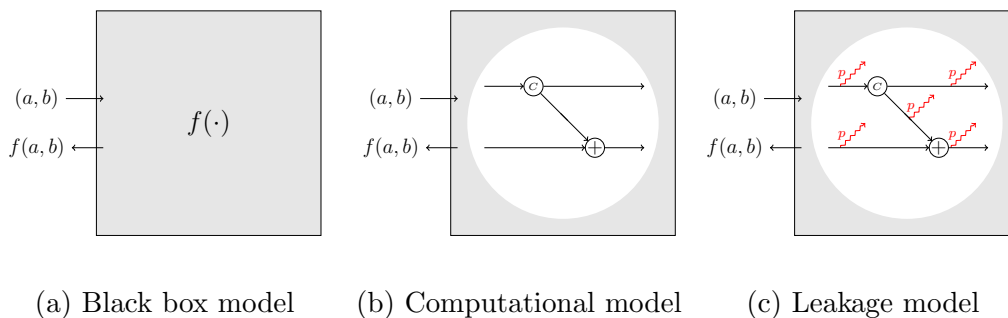 (a, b)
f(a, b)
f(·)
(a, b)
f(a, b)
C
+
(a, b)
f(a, b)
p
p
C
p
p
p
+
(a) Black box model
(b) Computational model
(c) Leakage model